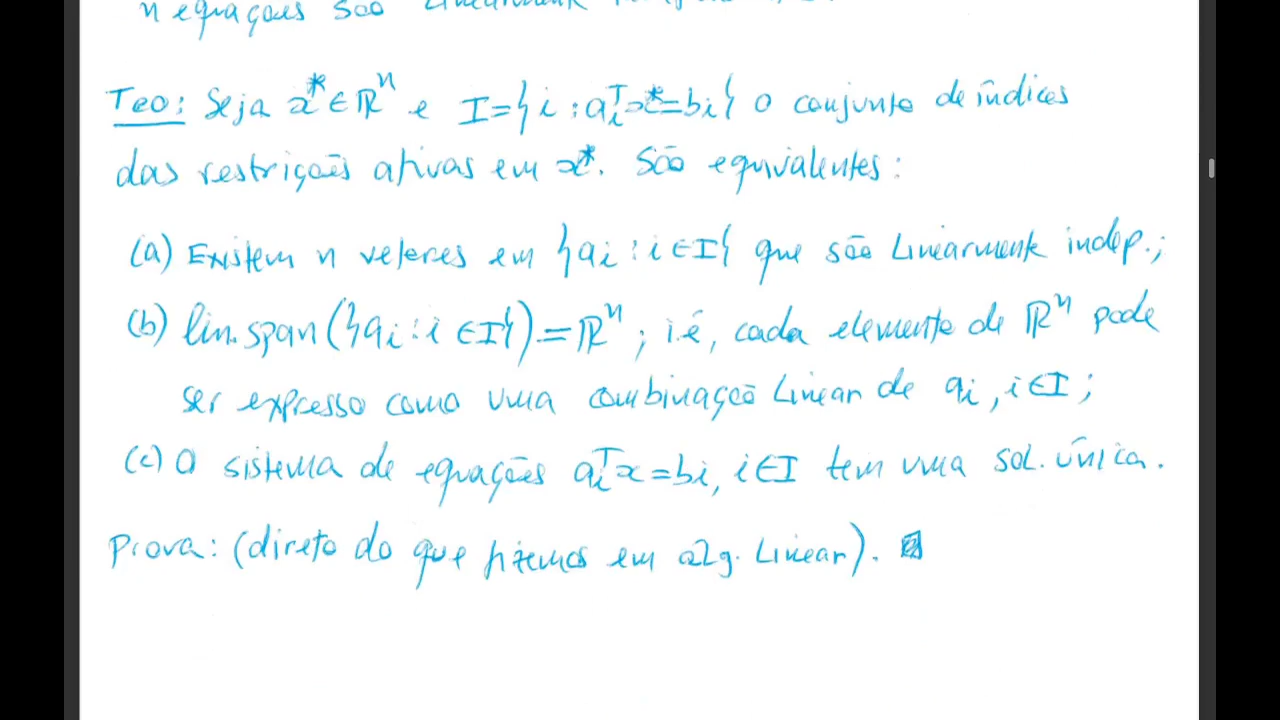 n equações são
Teo: Seja x* ∈ ℝⁿ e I = { i : aᵢᵀx* = bᵢ } o conjunto de índices
das restrições ativas em x*. São equivalentes:
(a) Existem n vetores em { aᵢ : i ∈ I } que são Linearmente indep.;
(b) lin. span({ aᵢ : i ∈ I }) = ℝⁿ; i.é, cada elemento de ℝⁿ pode
ser expresso como uma combinação Linear de aᵢ, i ∈ I;
(c) O sistema de equações aᵢᵀx = bᵢ, i ∈ I tem uma sol. única.
Prova: (direto do que fizemos em alg. Linear).